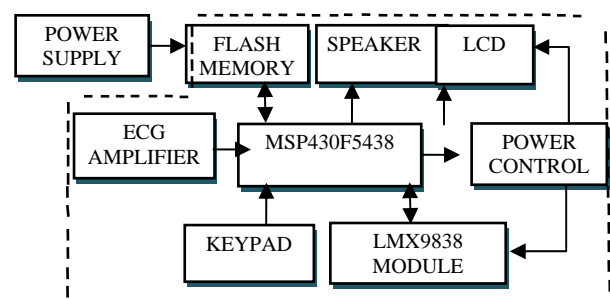 POWER
SUPPLY
FLASH
MEMORY
SPEAKER
LCD
ECG
AMPLIFIER
MSP430F5438
POWER
CONTROL
KEYPAD
LMX9838
MODULE